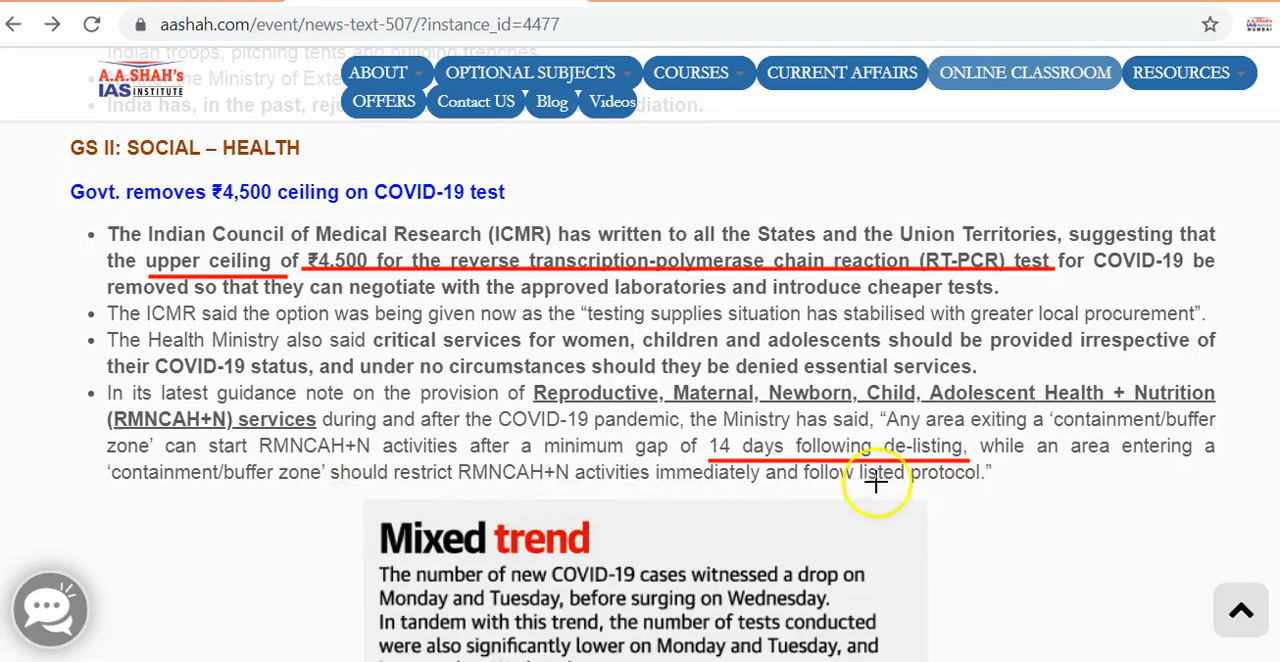 aashah.com/event/news-text-507/?instance_id=4477
Indian troops, pitching tents and building trenches.
A.A.SHAH's
IAS INSTITUTE
ABOUT
OPTIONAL SUBJECTS
COURSES
CURRENT AFFAIRS
ONLINE CLASSROOM
RESOURCES
OFFERS
Contact US
Blog
Videos
the Ministry of Exte
India has, in the past, reje
diation.
GS II: SOCIAL – HEALTH
Govt. removes ₹4,500 ceiling on COVID-19 test
• The Indian Council of Medical Research (ICMR) has written to all the States and the Union Territories, suggesting that
the upper ceiling of ₹4,500 for the reverse transcription-polymerase chain reaction (RT-PCR) test for COVID-19 be
removed so that they can negotiate with the approved laboratories and introduce cheaper tests.
• The ICMR said the option was being given now as the “testing supplies situation has stabilised with greater local procurement”.
• The Health Ministry also said critical services for women, children and adolescents should be provided irrespective of
their COVID-19 status, and under no circumstances should they be denied essential services.
• In its latest guidance note on the provision of Reproductive, Maternal, Newborn, Child, Adolescent Health + Nutrition
(RMNCAH+N) services during and after the COVID-19 pandemic, the Ministry has said, “Any area exiting a ‘containment/buffer
zone’ can start RMNCAH+N activities after a minimum gap of 14 days following de-listing, while an area entering a
‘containment/buffer zone’ should restrict RMNCAH+N activities immediately and follow listed protocol.”
Mixed trend
The number of new COVID-19 cases witnessed a drop on
Monday and Tuesday, before surging on Wednesday.
In tandem with this trend, the number of tests conducted
were also significantly lower on Monday and Tuesday, and